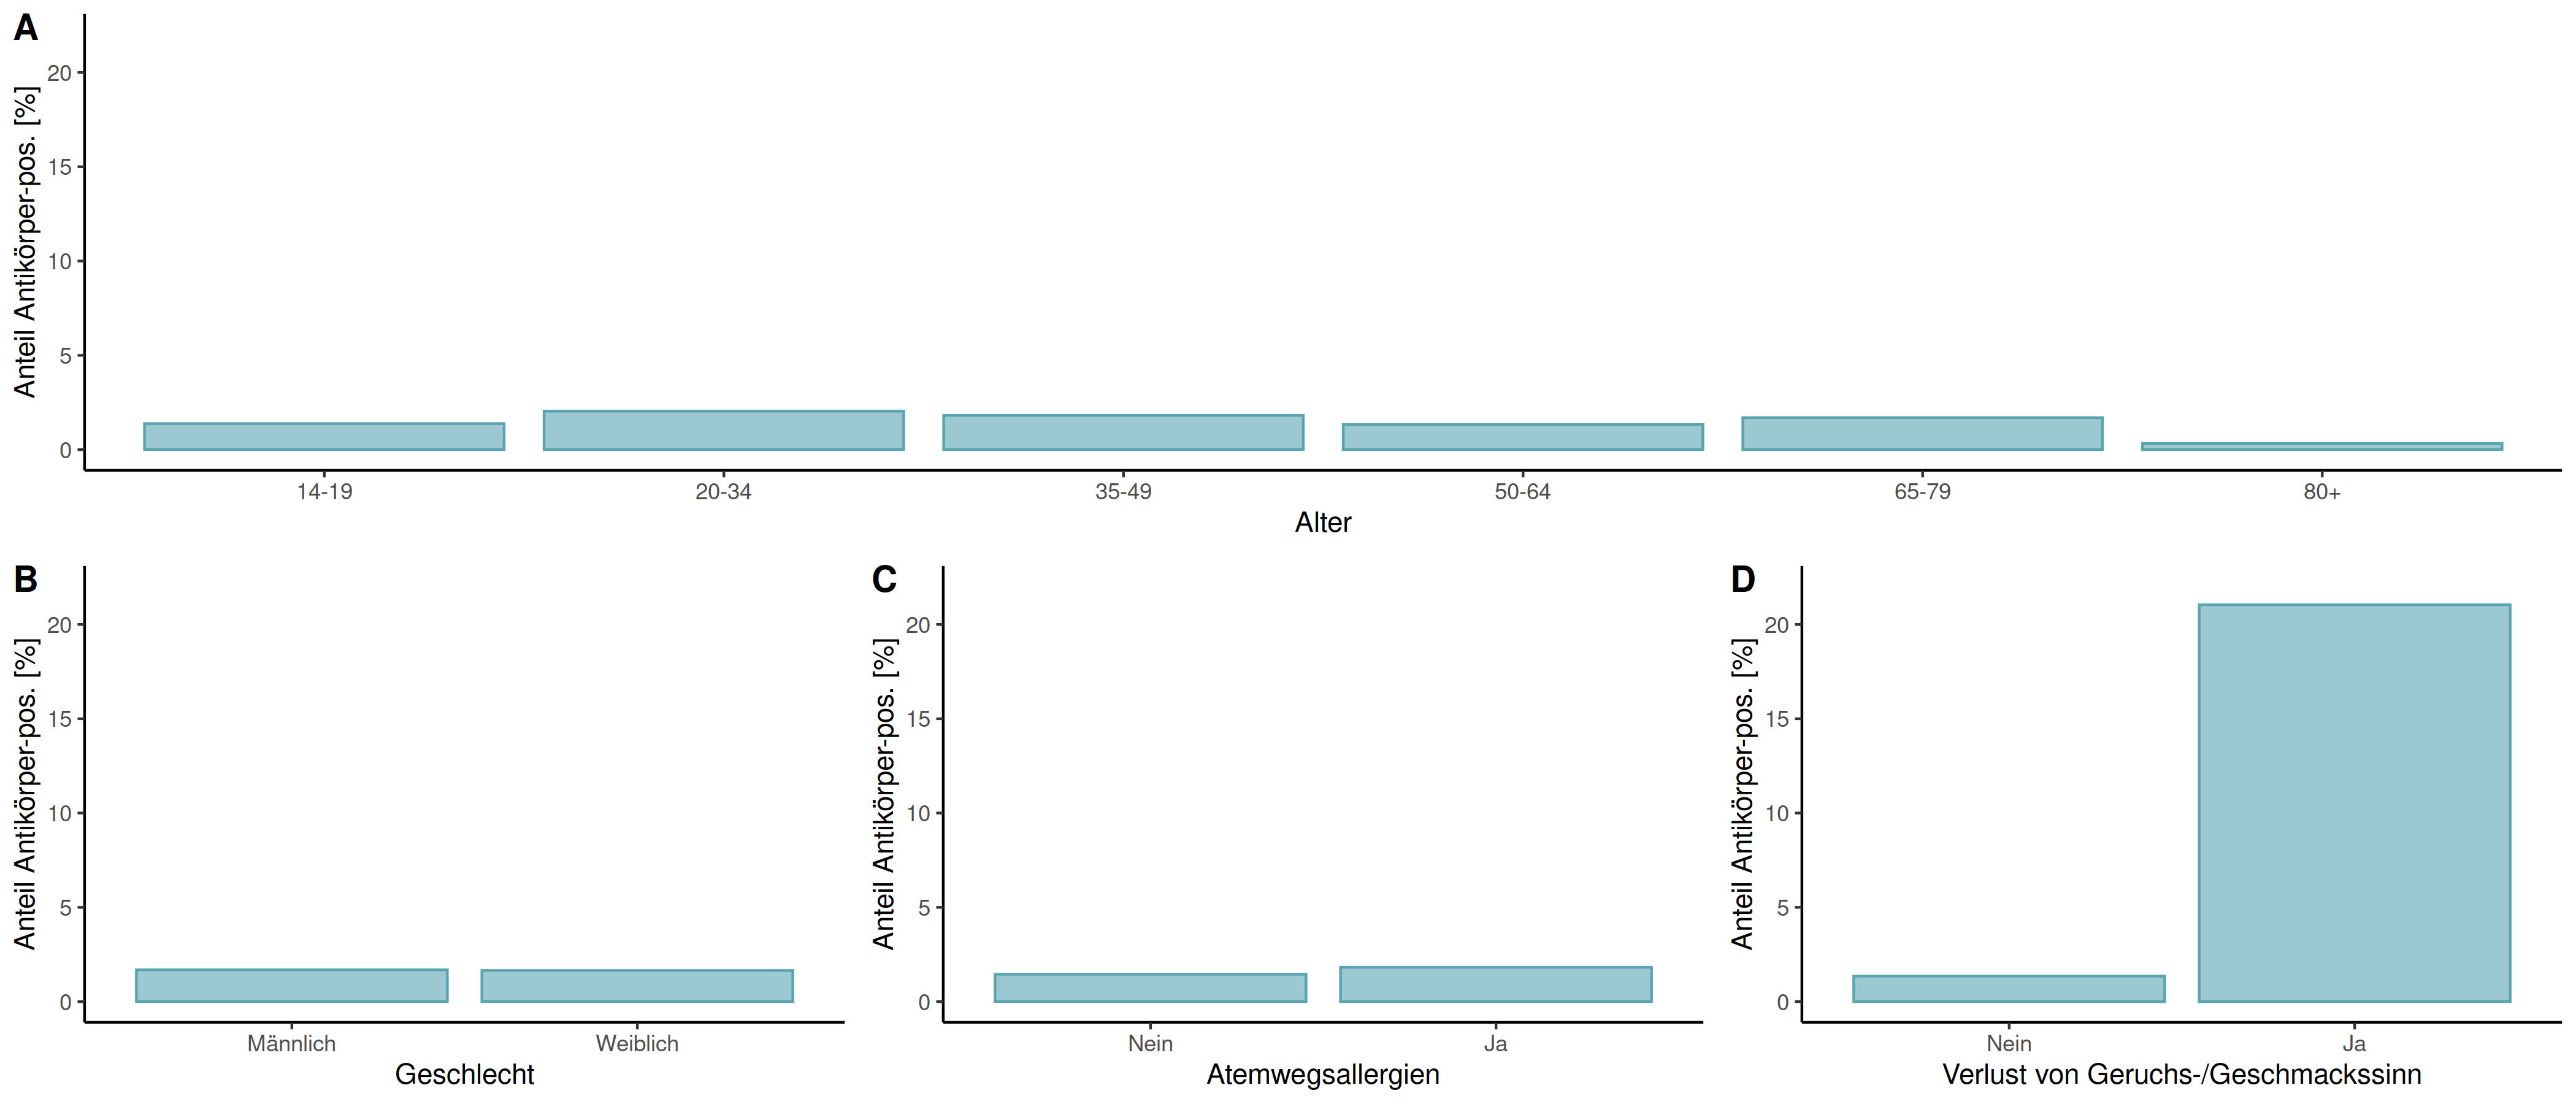 A
Anteil Antikörper-pos. [%]
20
15
10
5
0
14-19 20-34 35-49 50-64 65-79 80+
Alter
B
Anteil Antikörper-pos. [%]
20
15
10
5
0
Männlich Weiblich
Geschlecht
C
Anteil Antikörper-pos. [%]
20
15
10
5
0
Nein Ja
Atemwegsallergien
D
Anteil Antikörper-pos. [%]
20
15
10
5
0
Nein Ja
Verlust von Geruchs-/Geschmackssinn